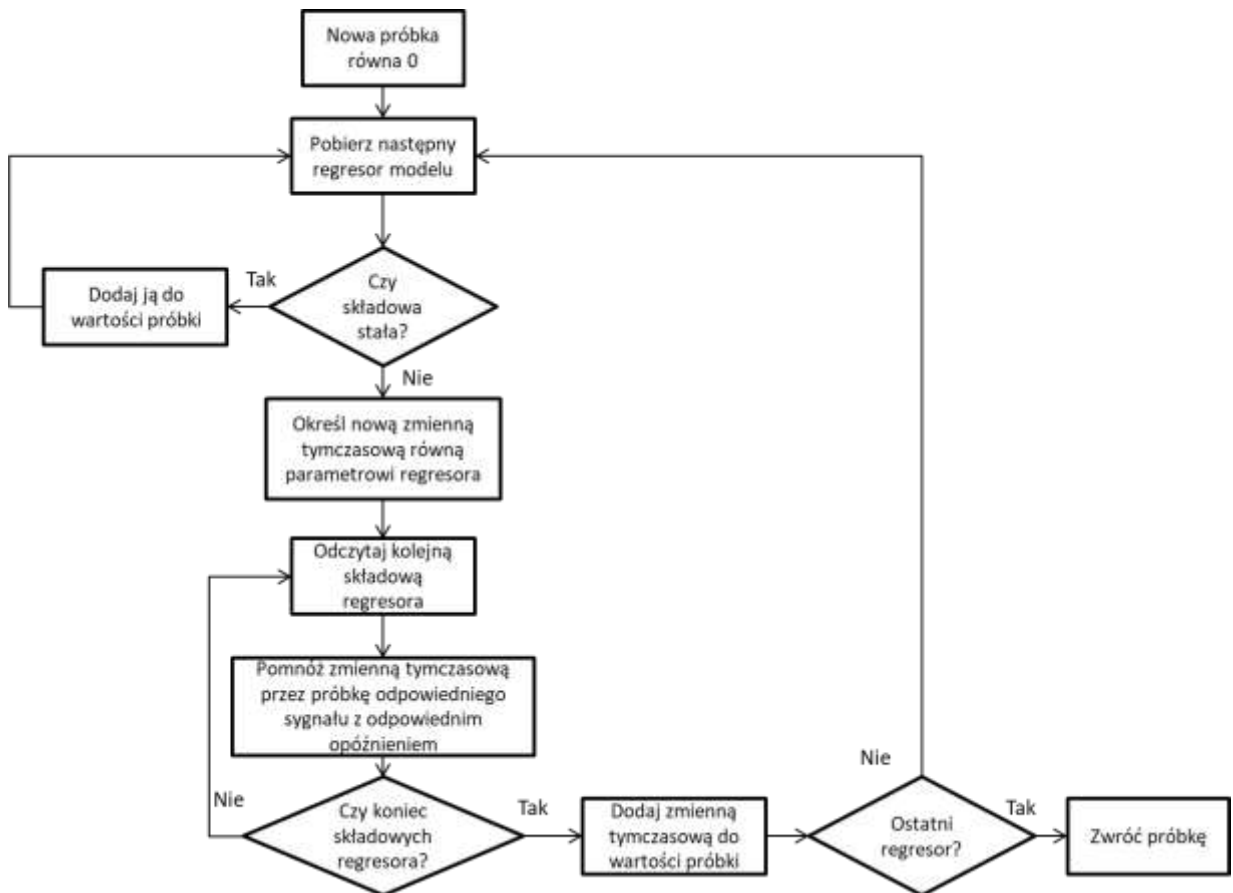 Nowa próbka
równa 0
Pobierz następny
regresor modelu
Tak
Czy
składowa
stała?
Dodaj ją do
wartości próbki
Nie
Określ nową zmienną
tymczasową równą
parametrowi regresora
Odczytaj kolejną
składową
regresora
Pomnóż zmienną tymczasową
przez próbkę odpowiedniego
sygnału z odpowiednim
opóźnieniem
Nie
Czy koniec
składowych
regresora?
Tak
Dodaj zmienną
tymczasową do
wartości próbki
Nie
Ostatni
regresor?
Tak
Zwróć próbkę